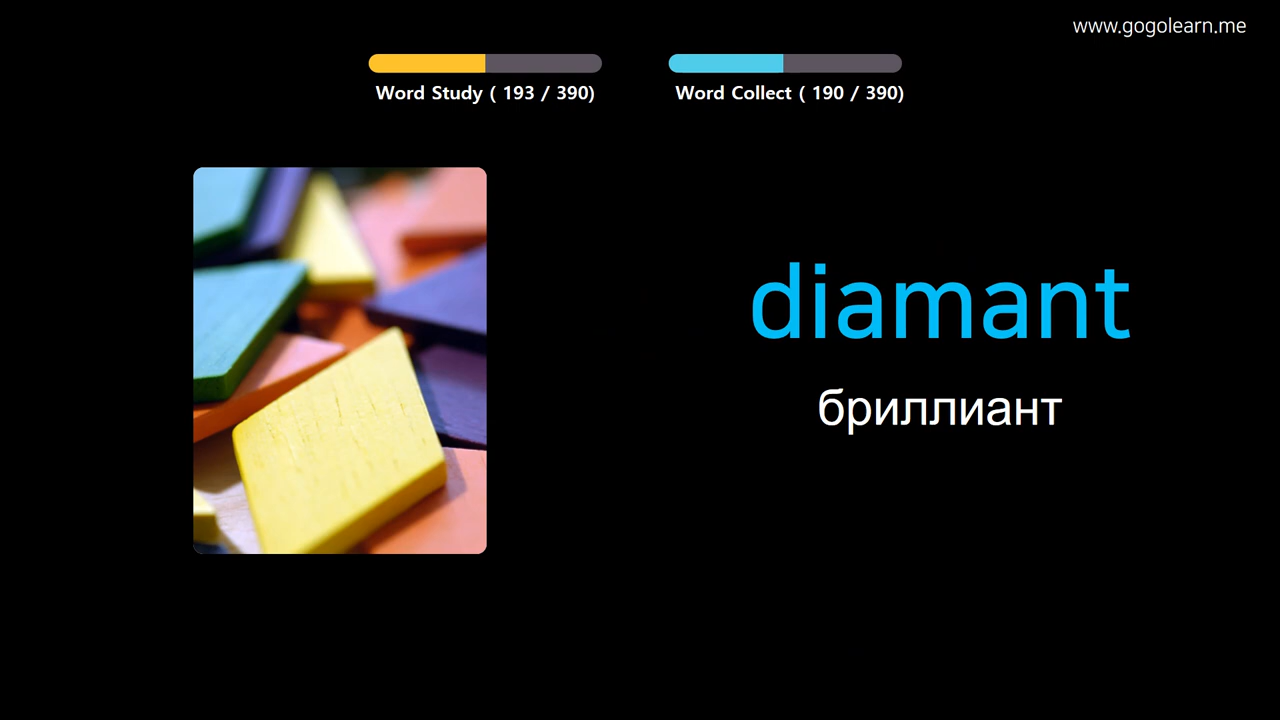 www.gogolearn.me
Word Study ( 193 / 390)
Word Collect ( 190 / 390)
diamant
бриллиант